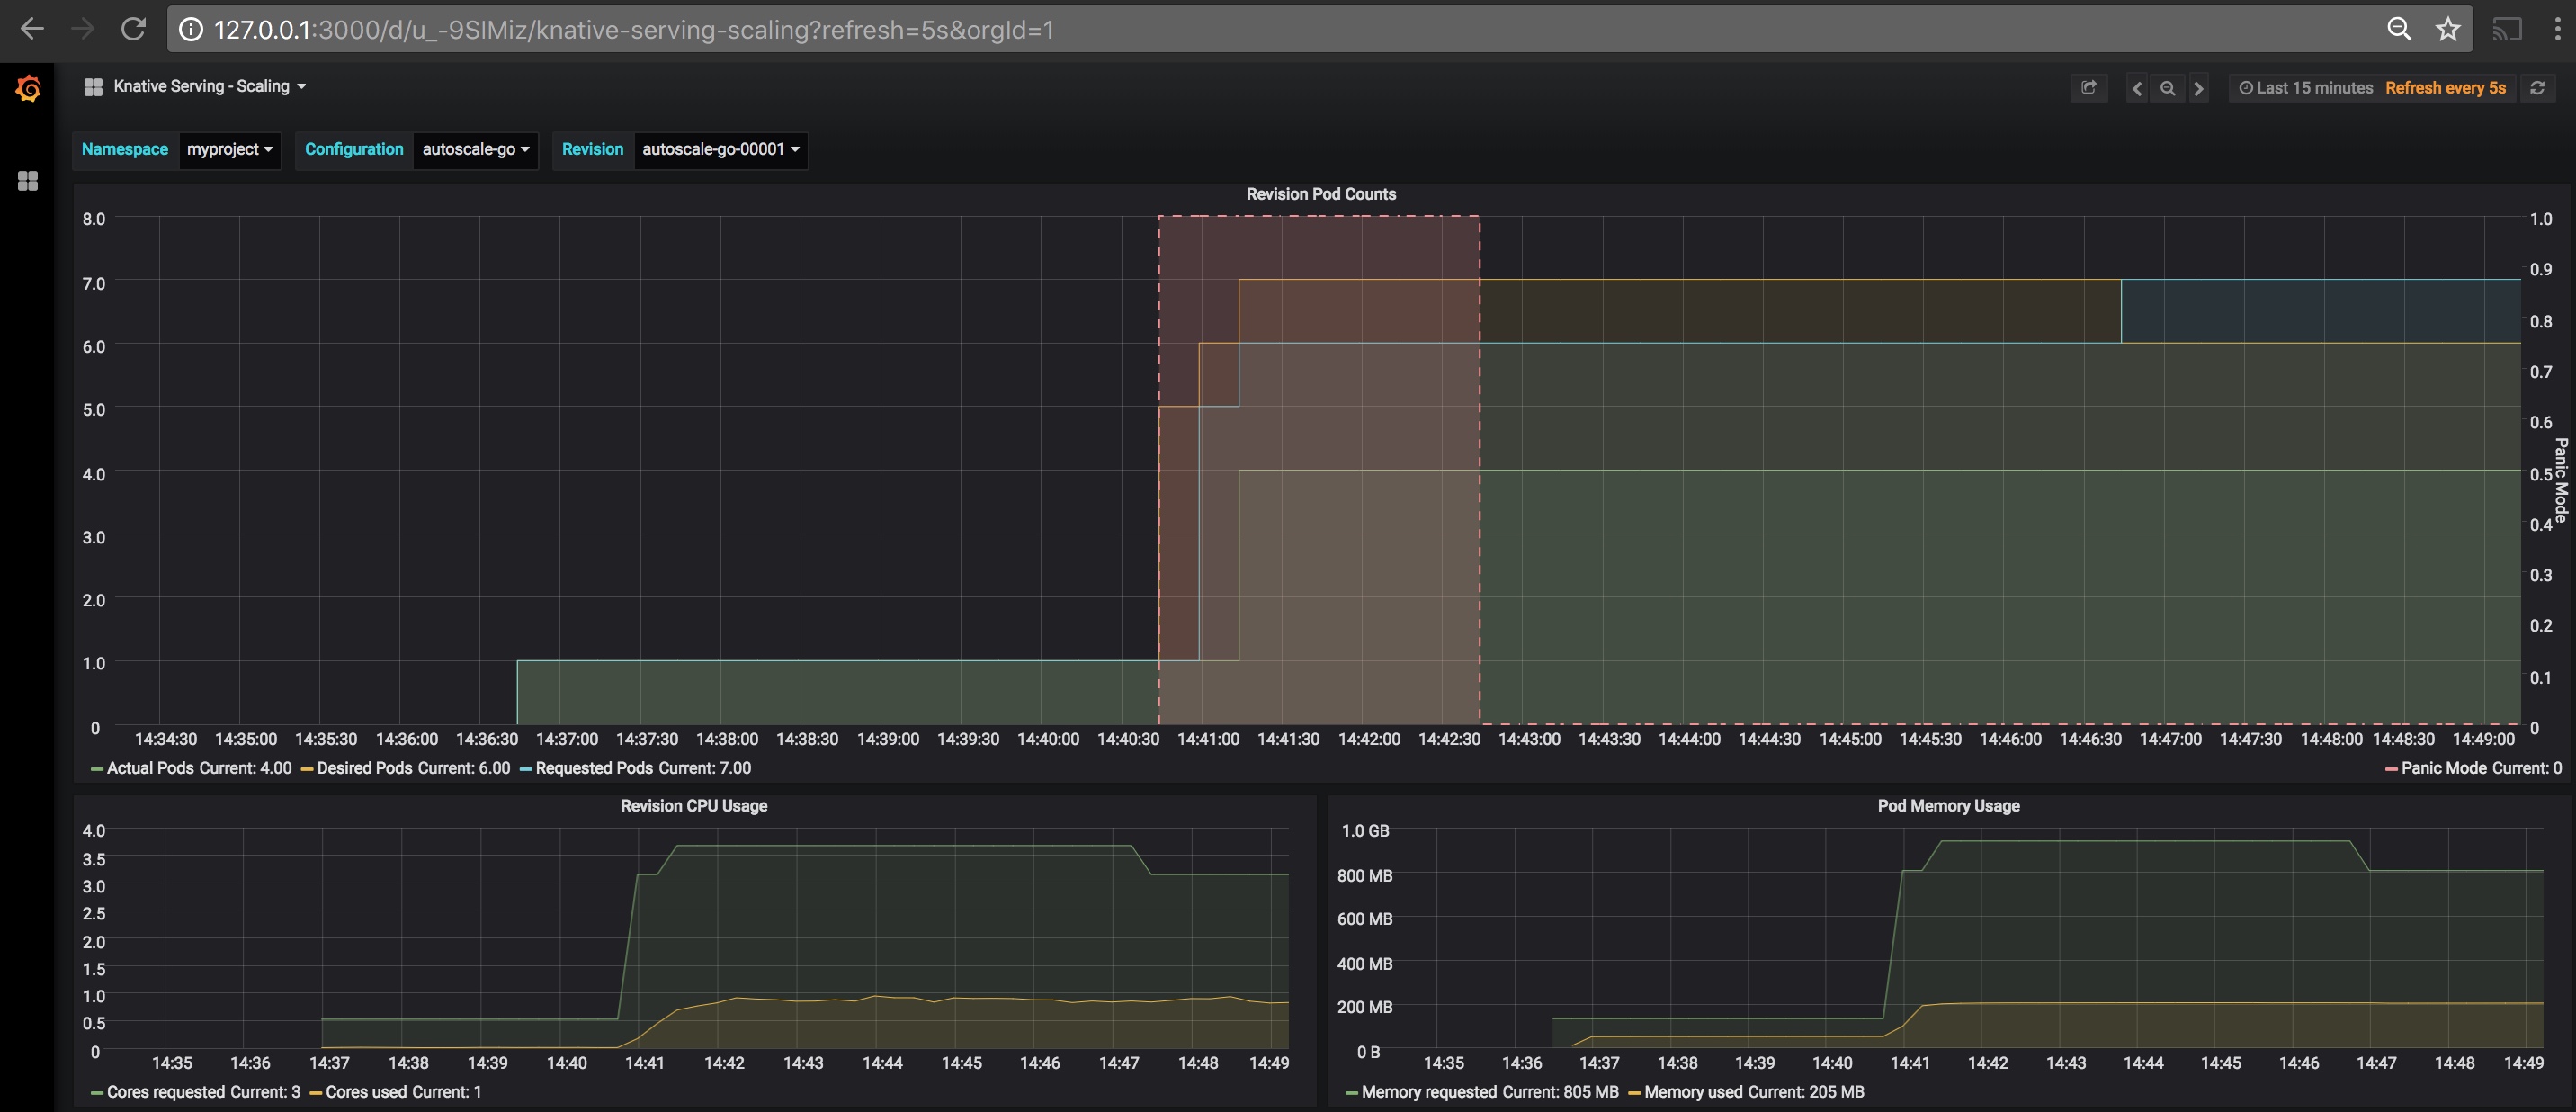 127.0.0.1:3000/d/u_-9SlMiz/knative-serving-scaling?refresh=5s&orgId=1
Knative Serving - Scaling
Last 15 minutes Refresh every 5s
Namespace myproject Configuration autoscale-go Revision autoscale-go-00001
Revision Pod Counts
8.0
7.0
6.0
5.0
4.0
3.0
2.0
1.0
0
1.0
0.9
0.8
0.7
0.6
0.5
0.4
0.3
0.2
0.1
0
Panic Mode
14:34:30 14:35:00 14:35:30 14:36:00 14:36:30 14:37:00 14:37:30 14:38:00 14:38:30 14:39:00 14:39:30 14:40:00 14:40:30 14:41:00 14:41:30 14:42:00 14:42:30 14:43:00 14:43:30 14:44:00 14:44:30 14:45:00 14:45:30 14:46:00 14:46:30 14:47:00 14:47:30 14:48:00 14:48:30 14:49:00
Actual Pods Current: 4.00 Desired Pods Current: 6.00 Requested Pods Current: 7.00
Panic Mode Current: 0
Revision CPU Usage
4.0
3.5
3.0
2.5
2.0
1.5
1.0
0.5
0
14:35 14:36 14:37 14:38 14:39 14:40 14:41 14:42 14:43 14:44 14:45 14:46 14:47 14:48 14:49
Cores requested Current: 3 Cores used Current: 1
Pod Memory Usage
1.0 GB
800 MB
600 MB
400 MB
200 MB
0 B
14:35 14:36 14:37 14:38 14:39 14:40 14:41 14:42 14:43 14:44 14:45 14:46 14:47 14:48 14:49
Memory requested Current: 805 MB Memory used Current: 205 MB